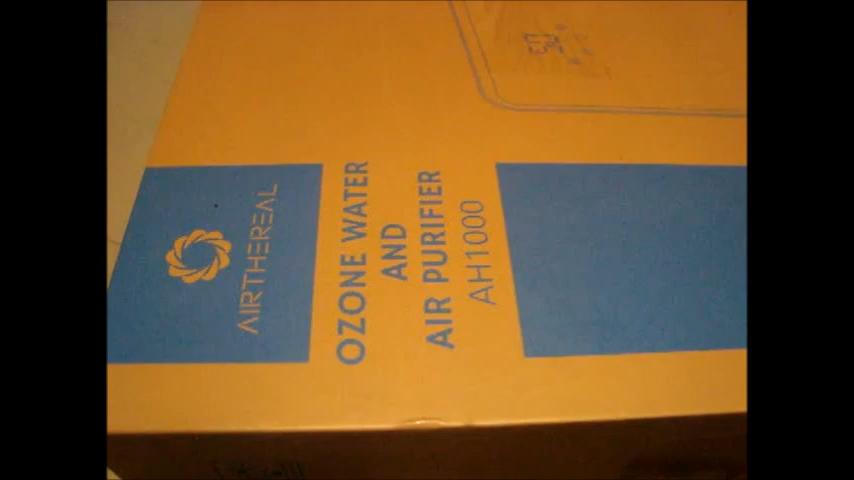 AIRTHEREAL
OZONE WATER
AND
AIR PURIFIER
AH1000